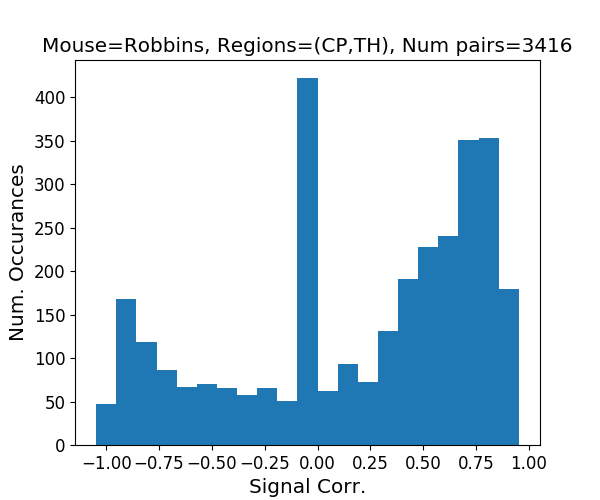 Mouse=Robbins, Regions=(CP,TH), Num pairs=3416
Num. Occurances
400
350
300
250
200
150
100
50
0
−1.00 −0.75 −0.50 −0.25 0.00 0.25 0.50 0.75 1.00
Signal Corr.